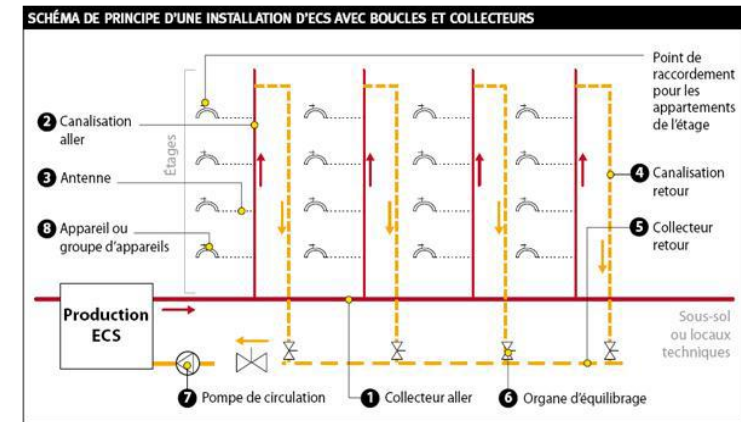 SCHÉMA DE PRINCIPE D'UNE INSTALLATION D'ECS AVEC BOUCLES ET COLLECTEURS
Point de
raccordement
pour les
appartements
de l'étage
2 Canalisation
aller
Étages
3 Antenne
4 Canalisation
retour
8 Appareil ou
groupe d'appareils
5 Collecteur
retour
Production
ECS
Sous-sol
ou locaux
techniques
7 Pompe de circulation
1 Collecteur aller
6 Organe d'équilibrage